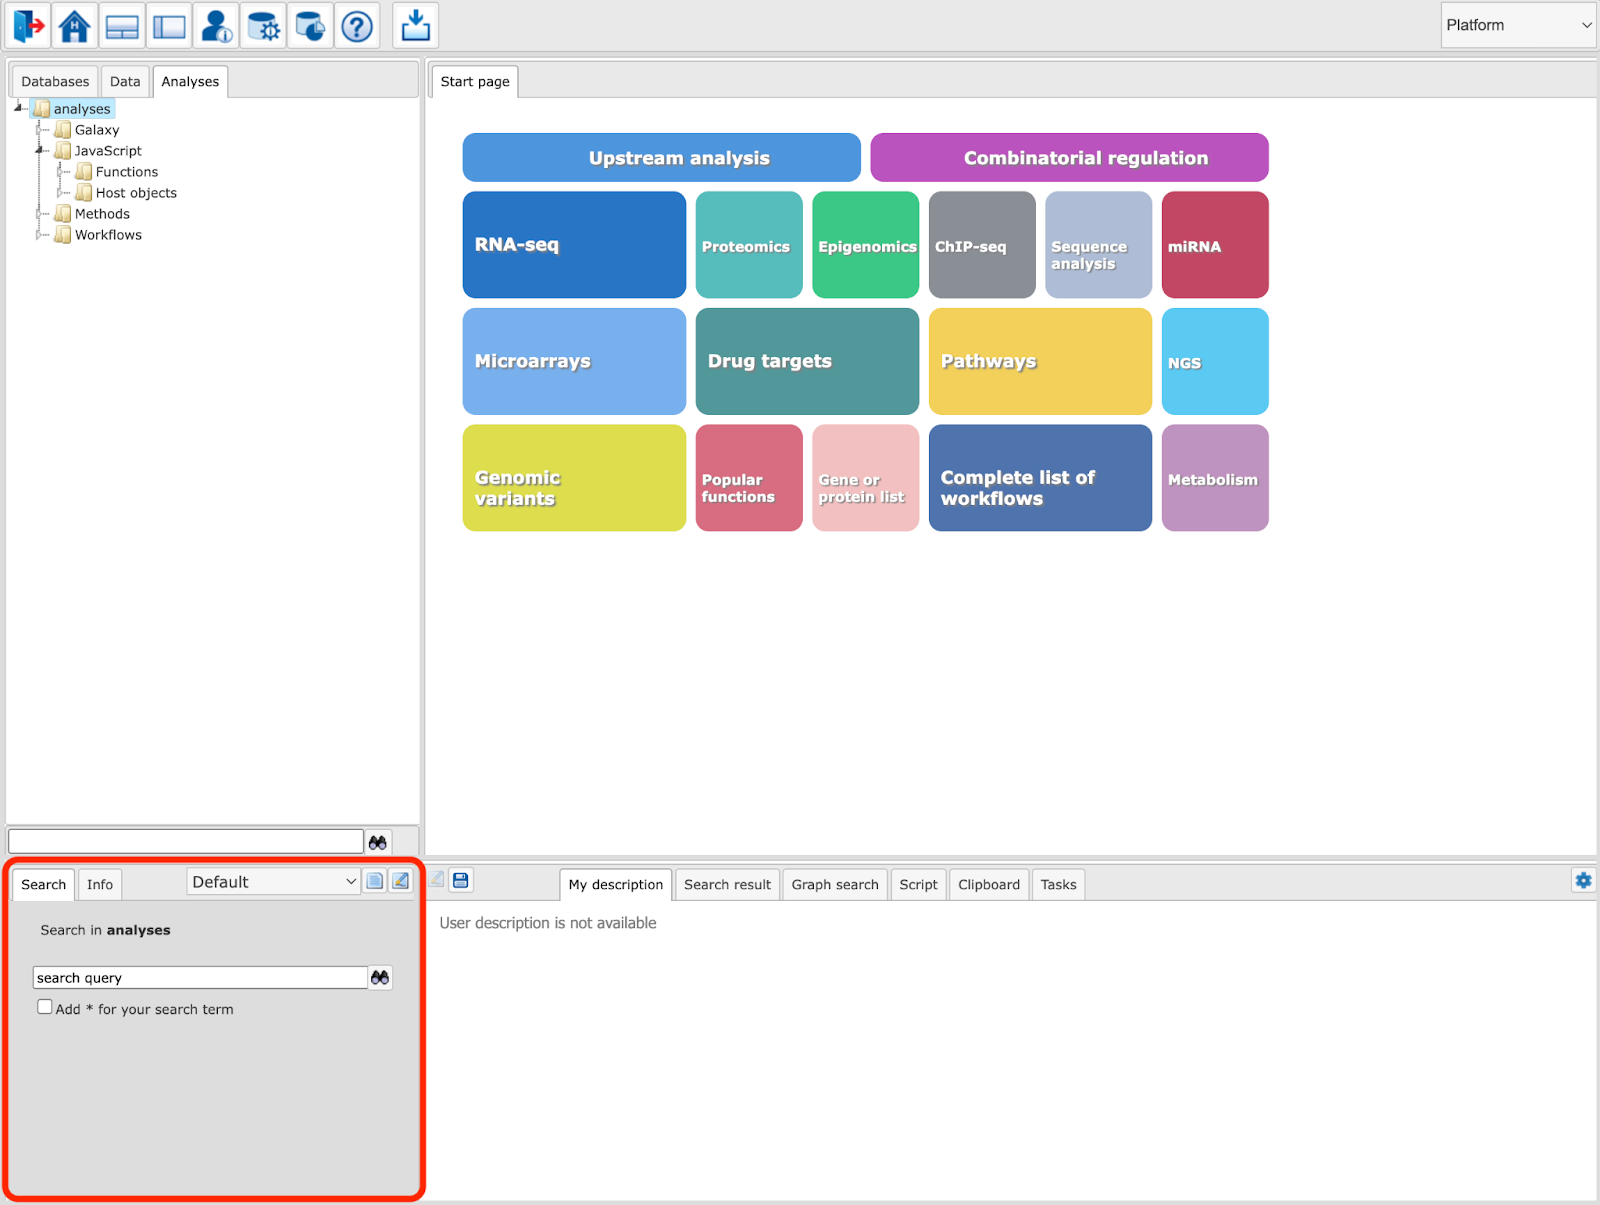 H
Platform
Databases
Data
Analyses
analyses
Galaxy
JavaScript
Functions
Host objects
Methods
Workflows
Start page
Upstream analysis
Combinatorial regulation
RNA-seq
Proteomics
Epigenomics
ChIP-seq
Sequence
analysis
miRNA
Microarrays
Drug targets
Pathways
NGS
Genomic
variants
Popular
functions
Gene or
protein list
Complete list of
workflows
Metabolism
Search
Info
Default
Search in analyses
search query
Add * for your search term
My description
Search result
Graph search
Script
Clipboard
Tasks
User description is not available